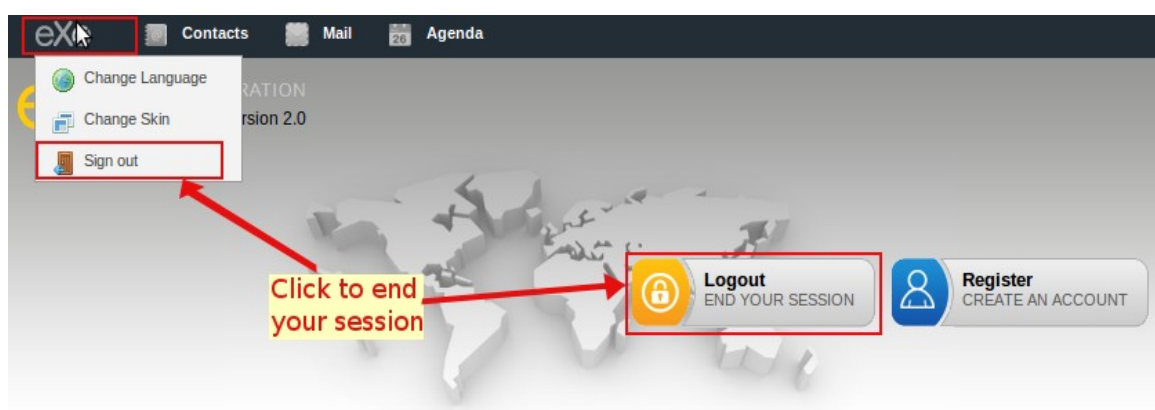 eXo Contacts Mail 26 Agenda
Change Language
RATION
Change Skin
rsion 2.0
Sign out
Click to end
your session
Logout
END YOUR SESSION
Register
CREATE AN ACCOUNT